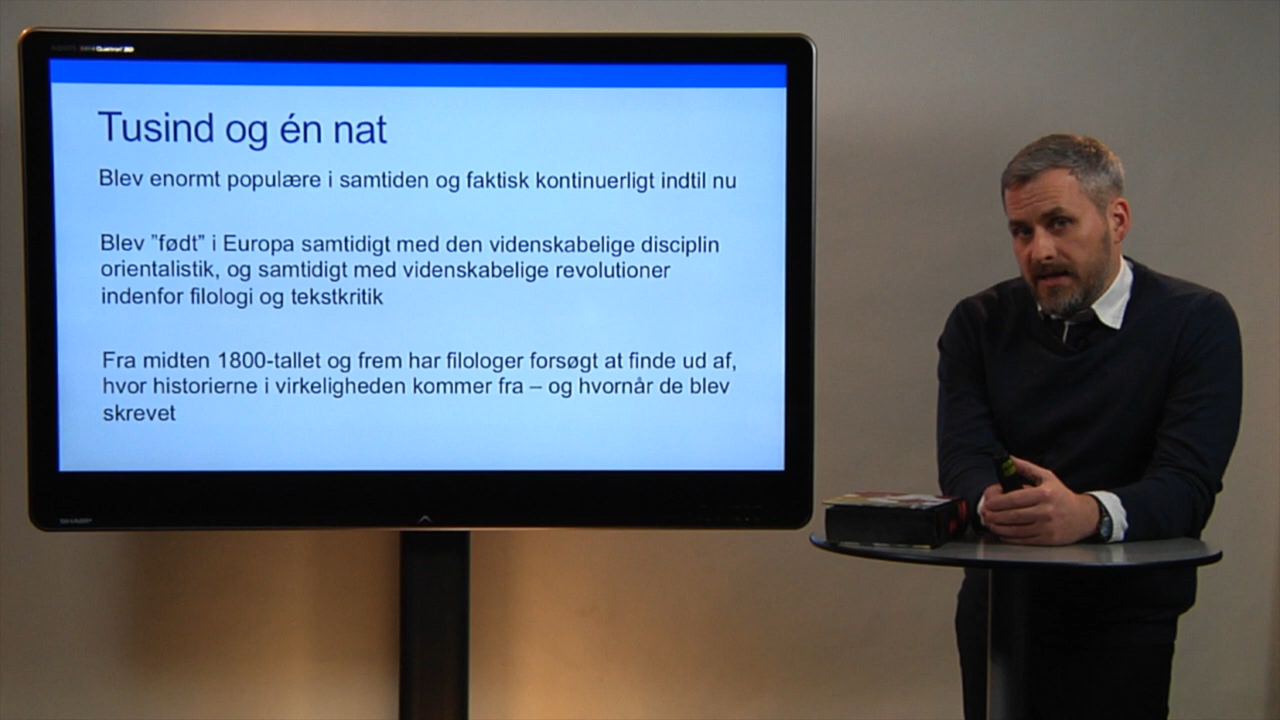 Tusind og én nat
Blev enormt populære i samtiden og faktisk kontinuerligt indtil nu
Blev ”født” i Europa samtidigt med den videnskabelige disciplin
orientalistik, og samtidigt med videnskabelige revolutioner
indenfor filologi og tekstkritik
Fra midten 1800-tallet og frem har filologer forsøgt at finde ud af,
hvor historierne i virkeligheden kommer fra – og hvornår de blev
skrevet
SHARP